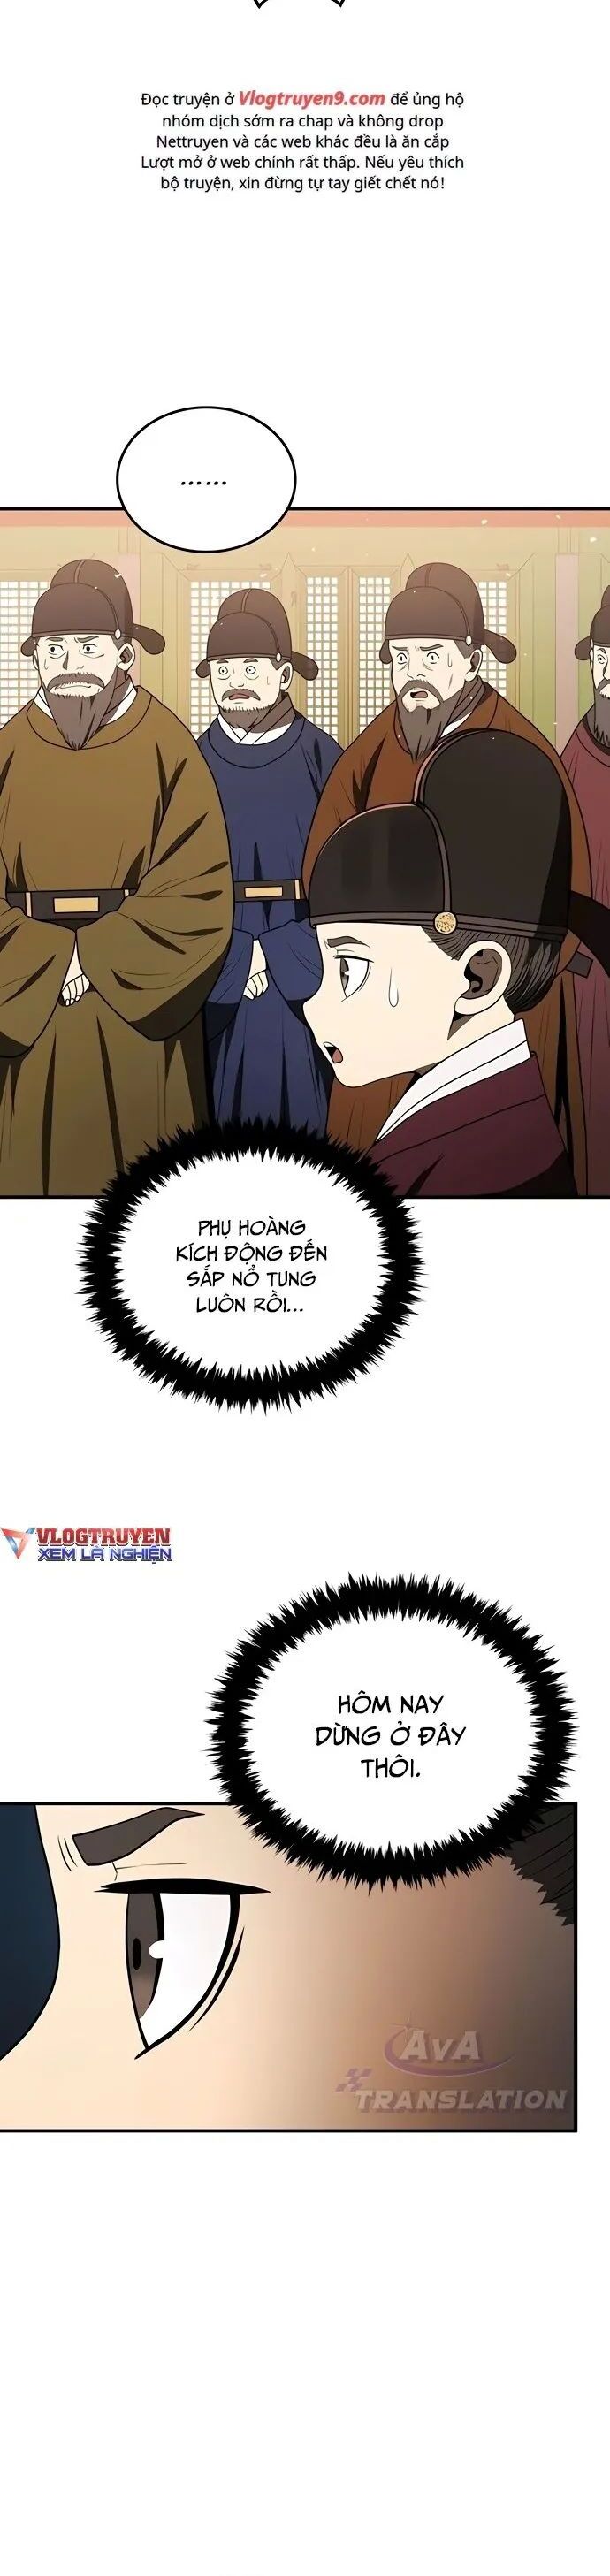 Đọc truyện ở Vlogtruyen9.com để ủng hộ
nhóm dịch sớm ra chap và không drop
Nettruyen và các web khác đều là ăn cắp
Lượt mở ở web chính rất thấp. Nếu yêu thích
bộ truyện, xin đừng tự tay giết chết nó!
......
PHỤ HOÀNG
KÍCH ĐỘNG ĐẾN
SẮP NỔ TUNG
LUÔN RỒI...
VLOGTRUYEN
XEM LÀ NGHIỆN
HÔM NAY
DỪNG Ở ĐÂY
THÔI.
AVA
TRANSLATION